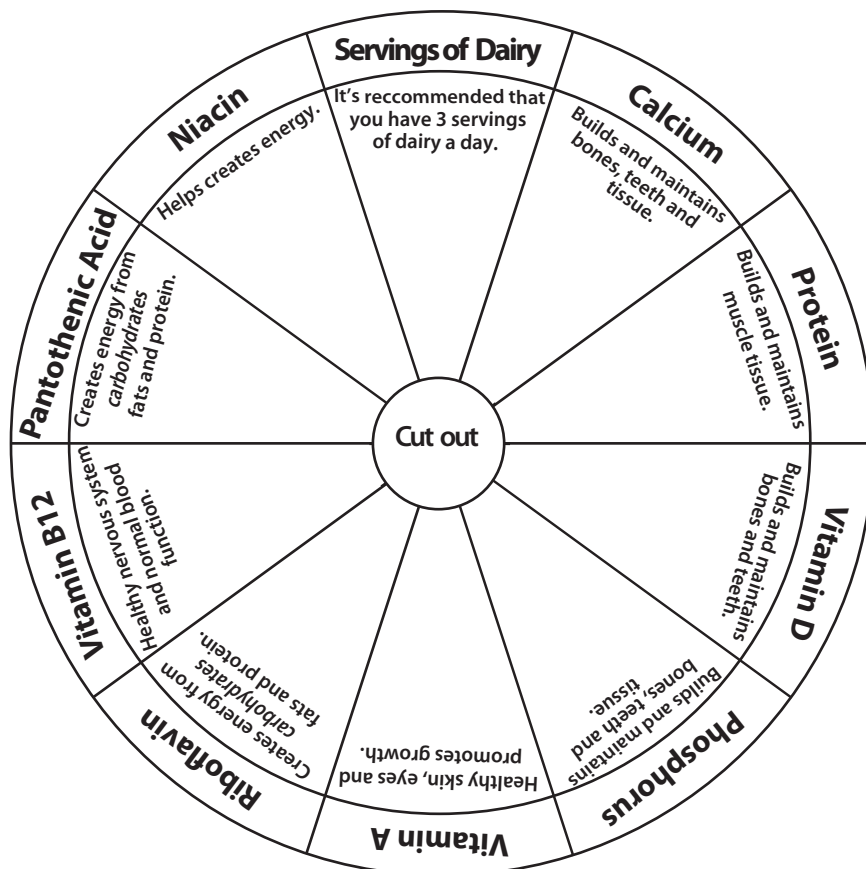 Servings of Dairy
It's reccommended that
you have 3 servings
of dairy a day.
Calcium
Builds and maintains
bones, teeth and
tissue.
Protein
Builds and maintains
muscle tissue.
Vitamin D
Builds and maintains
bones and teeth.
Phosphorus
Builds and maintains
bones, teeth and
tissue.
Vitamin A
Healthy skin, eyes and
promotes growth.
Riboflavin
Creates energy from
carbohydrates
fats and protein.
Vitamin B12
Healthy nervous system
and normal blood
function.
Pantothenic Acid
Creates energy from
carbohydrates
fats and protein.
Niacin
Helps creates energy.
Cut out